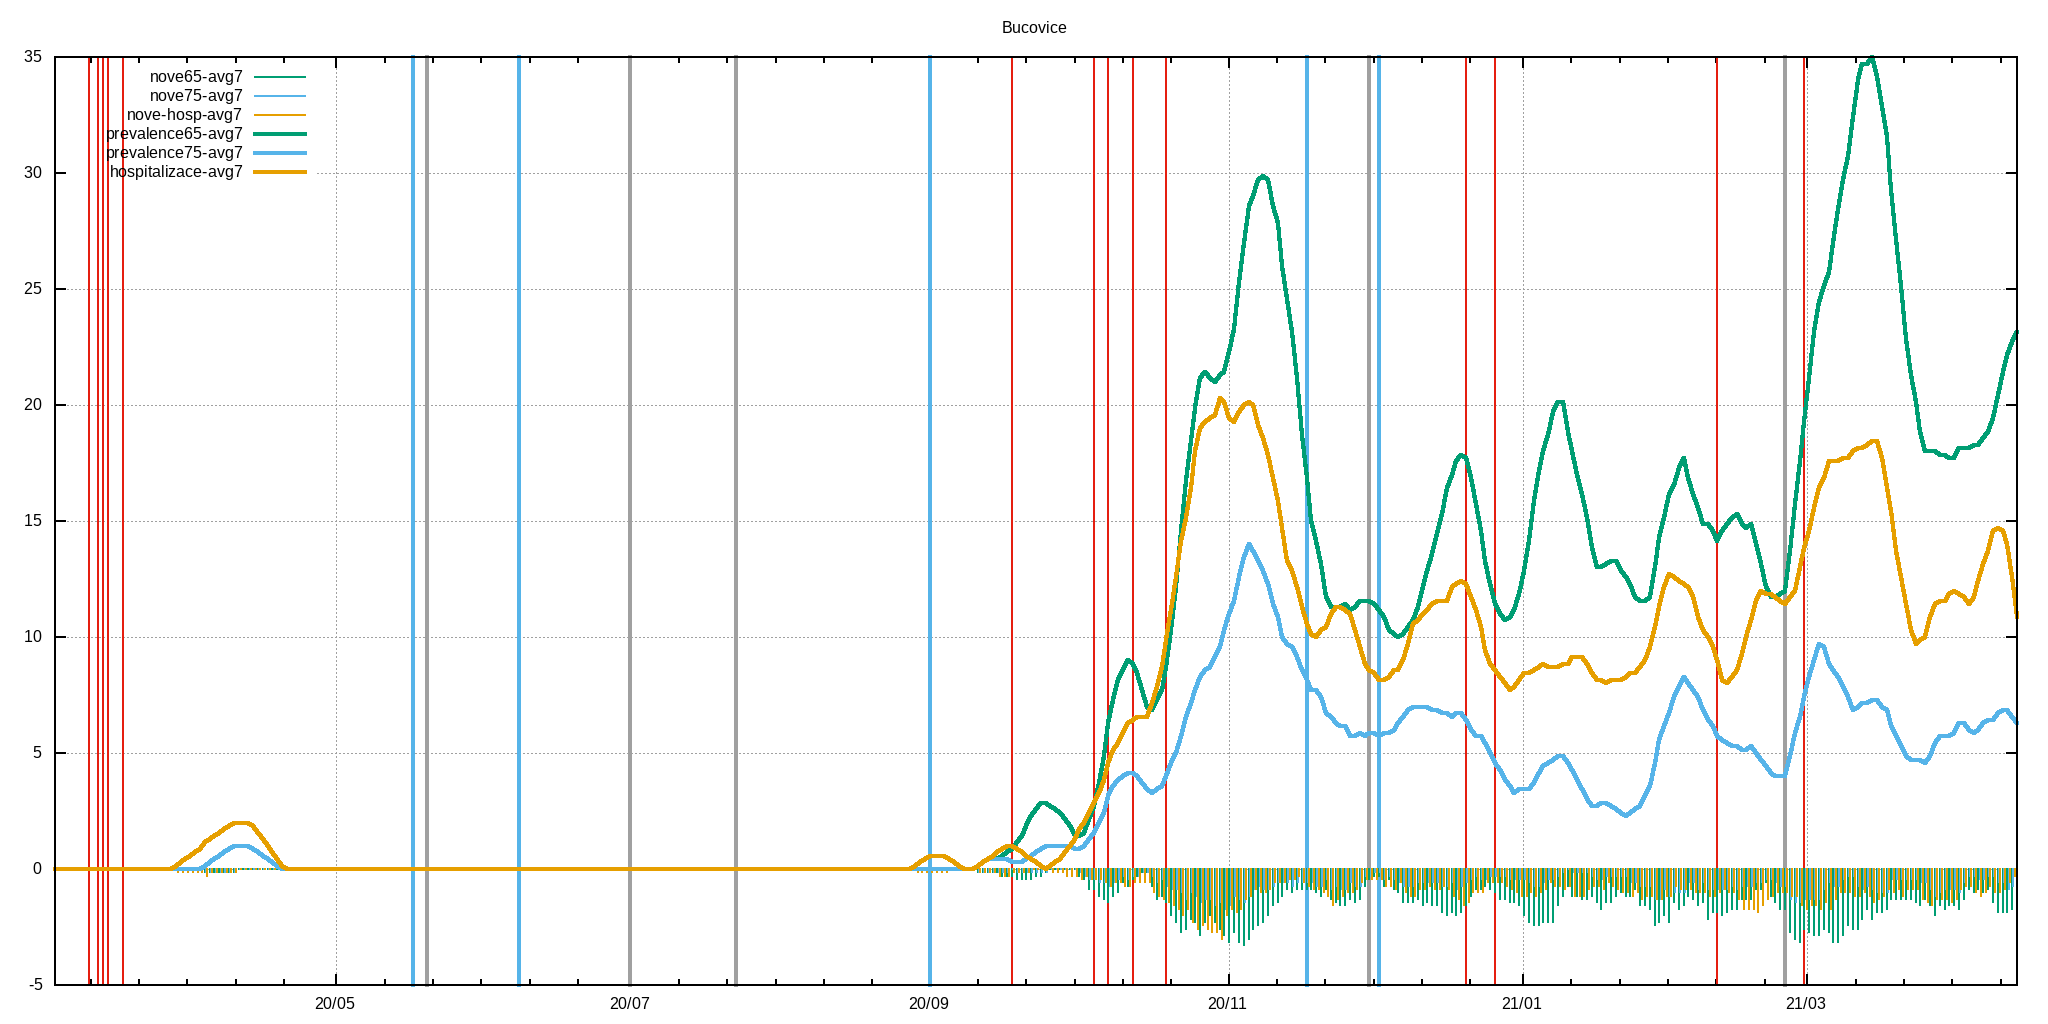 Bucovice
35
30
25
20
15
10
5
0
-5
nove65-avg7
nove75-avg7
nove-hosp-avg7
prevalence65-avg7
prevalence75-avg7
hospitalizace-avg7
20/05 20/07 20/09 20/11 21/01 21/03